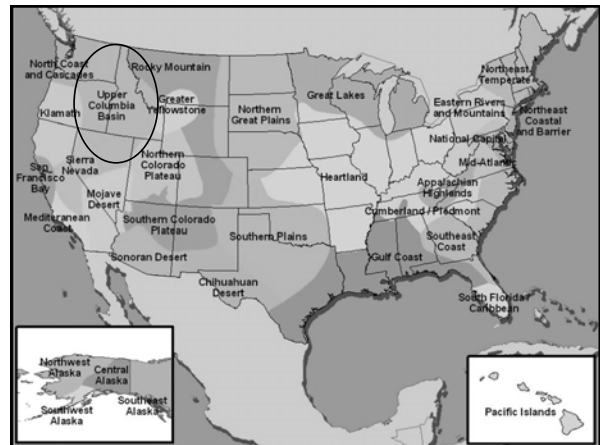 North Coast
and Cascades
Rocky Mountain
Upper
Columbia
Basin
Greater
Yellowstone
Klamath
Northern
Great Plains
Great Lakes
Northeast
Temperate
Eastern Rivers
and Mountains
Northeast
Coastal
and Barrier
National Capital
Mid-Atlantic
San
Francisco
Bay
Sierra
Nevada
Northern
Colorado
Plateau
Heartland
Appalachian
Highlands
Mojave
Desert
Mediteranean
Coast
Southern Colorado
Plateau
Southern Plains
Cumberland / Piedmont
Southeast
Coast
Sonoran Desert
Gulf Coast
Chihuahuan
Desert
South Florida /
Caribbean
Northwest
Alaska
Central
Alaska
Southwest
Alaska
Southeast
Alaska
Pacific Islands